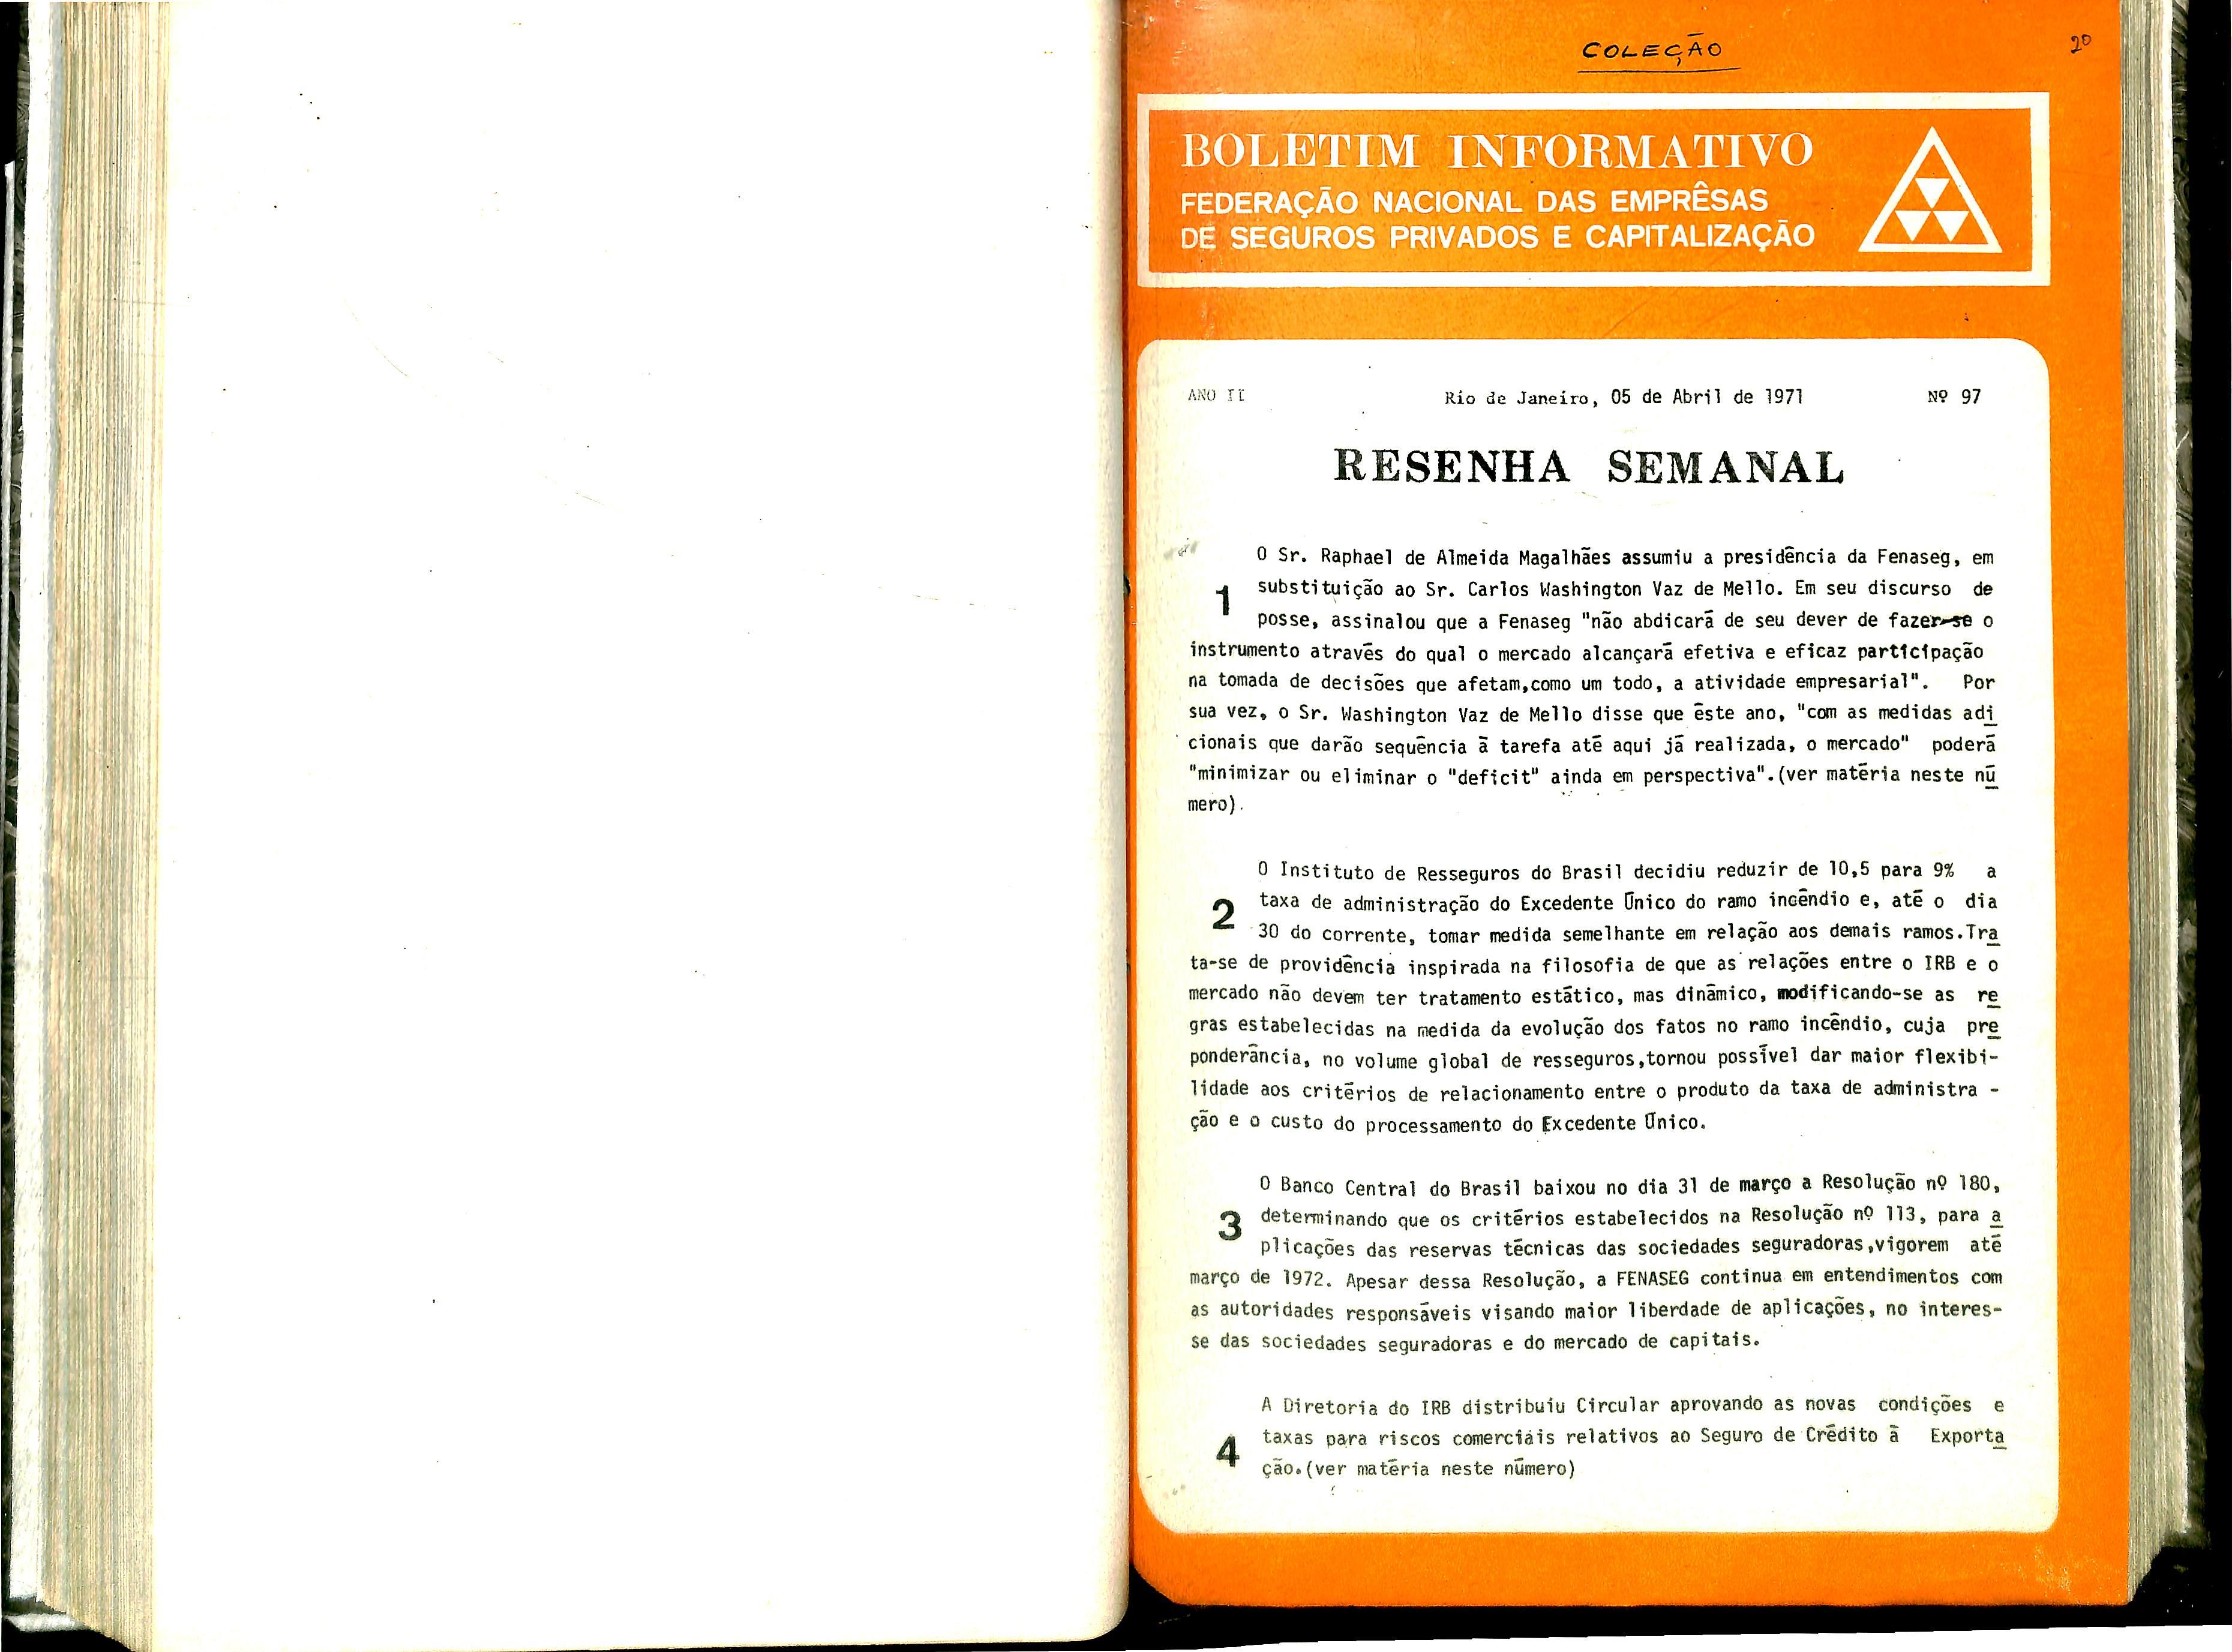 COLEÇÃO
20
BOLETIM INFORMATIVO
FEDERAÇÃO NACIONAL DAS EMPRÊSAS
DE SEGUROS PRIVADOS E CAPITALIZAÇÃO
ANO II Rio de Janeiro, 05 de Abril de 1971 Nº 97
RESENHA SEMANAL
O Sr. Raphael de Almeida Magalhães assumiu a presidência da Fenaseg, em
1 substituição ao Sr. Carlos Washington Vaz de Mello. Em seu discurso de
posse, assinalou que a Fenaseg "não abdicará de seu dever de fazer-se o
instrumento através do qual o mercado alcançará efetiva e eficaz participação
na tomada de decisões que afetam,como um todo, a atividade empresarial". Por
sua vez, o Sr. Washington Vaz de Mello disse que êste ano, "com as medidas adi
cionais que darão sequência à tarefa até aqui já realizada, o mercado" poderá
"minimizar ou eliminar o "deficit" ainda em perspectiva".(ver matéria neste nú
mero).
O Instituto de Resseguros do Brasil decidiu reduzir de 10,5 para 9% a
2 taxa de administração do Excedente Único do ramo incêndio e, até o dia
30 do corrente, tomar medida semelhante em relação aos demais ramos.Tra
ta-se de providência inspirada na filosofia de que as relações entre o IRB e o
mercado não devem ter tratamento estático, mas dinâmico, modificando-se as re
gras estabelecidas na medida da evolução dos fatos no ramo incêndio, cuja pre
ponderância, no volume global de resseguros,tornou possível dar maior flexibi-
lidade aos critérios de relacionamento entre o produto da taxa de administra -
ção e o custo do processamento do Excedente Único.
O Banco Central do Brasil baixou no dia 31 de março a Resolução nº 180,
3 determinando que os critérios estabelecidos na Resolução nº 113, para a
plicações das reservas técnicas das sociedades seguradoras,vigorem até
março de 1972. Apesar dessa Resolução, a FENASEG continua em entendimentos com
as autoridades responsáveis visando maior liberdade de aplicações, no interes-
se das sociedades seguradoras e do mercado de capitais.
A Diretoria do IRB distribuiu Circular aprovando as novas condições e
4 taxas para riscos comerciais relativos ao Seguro de Crédito à Exporta
ção.(ver matéria neste número)